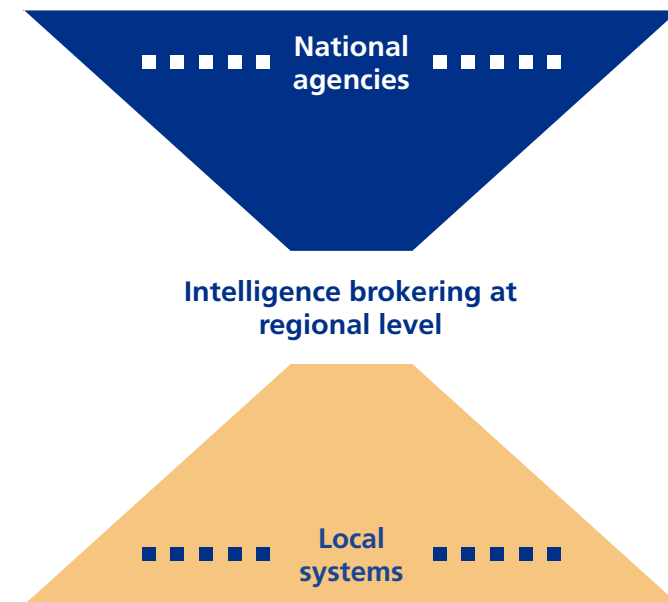 National
agencies
Intelligence brokering at
regional level
Local
systems